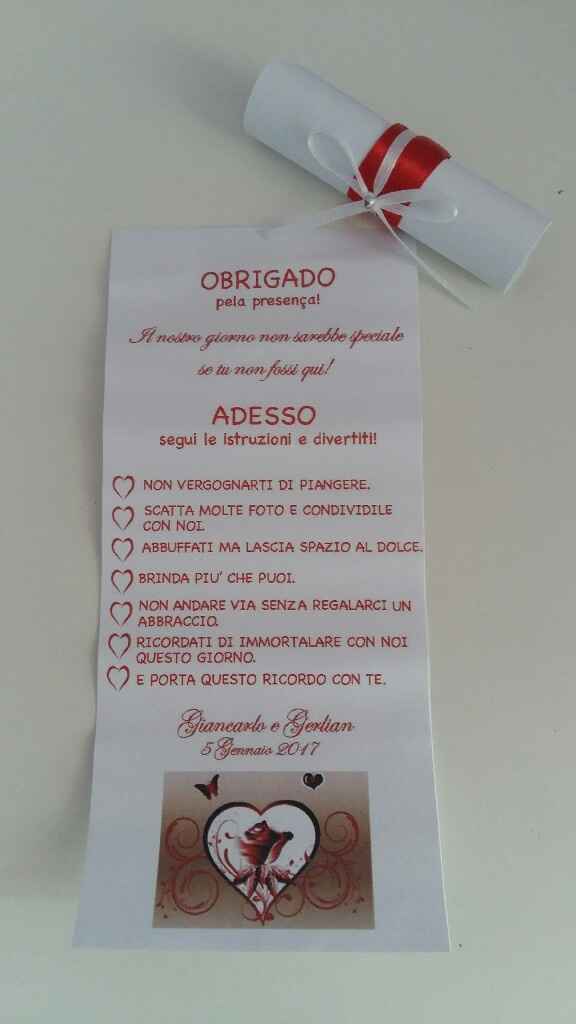 OBRIGADO
pela presença!
Il nostro giorno non sarebbe speciale
se tu non fossi qui!
ADESSO
segui le istruzioni e divertiti!
NON VERGOGNARTI DI PIANGERE.
SCATTA MOLTE FOTO E CONDIVIDILE
CON NOI.
ABBUFFATI MA LASCIA SPAZIO AL DOLCE.
BRINDA PIU' CHE PUOI.
NON ANDARE VIA SENZA REGALARCI UN
ABBRACCIO.
RICORDATI DI IMMORTALARE CON NOI
QUESTO GIORNO.
E PORTA QUESTO RICORDO CON TE.
Giancarlo e Gerlian
5 Gennaio 2017